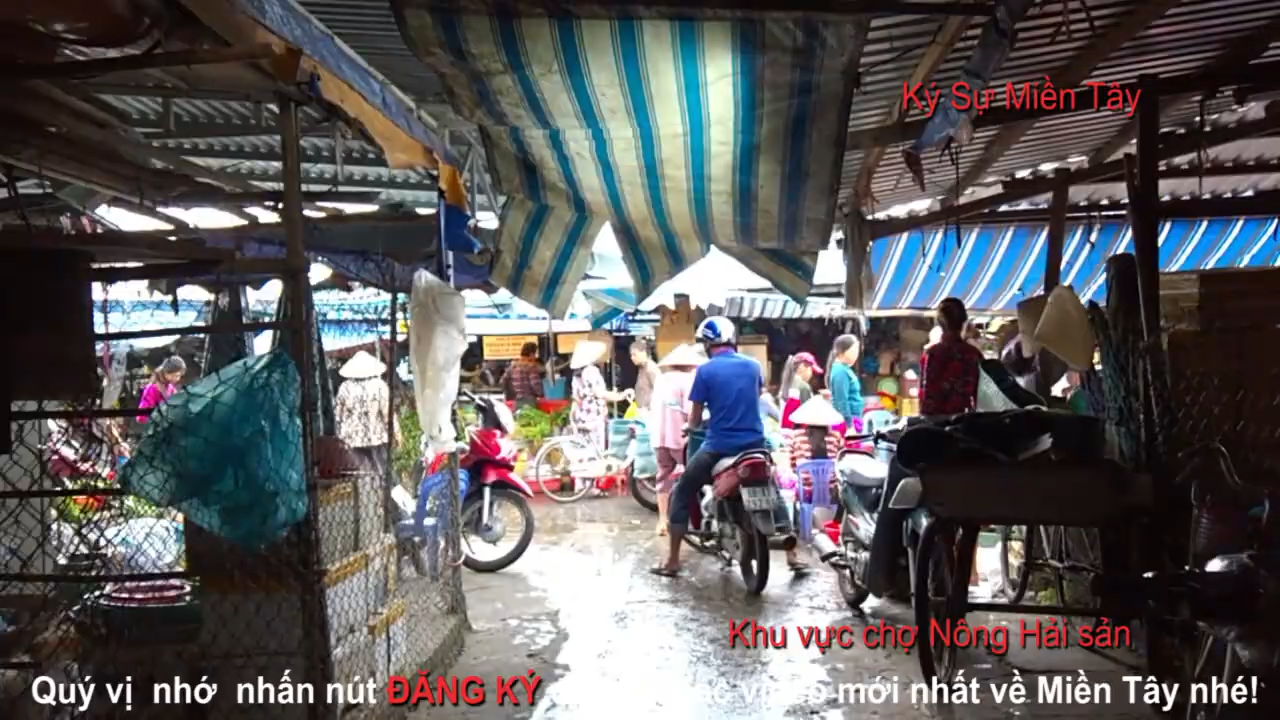 Ký Sự Miền Tây
Khu vực chợ Nông Hải sản
Quý vị nhớ nhấn nút ĐĂNG KÝ mới nhất về Miền Tây nhé!